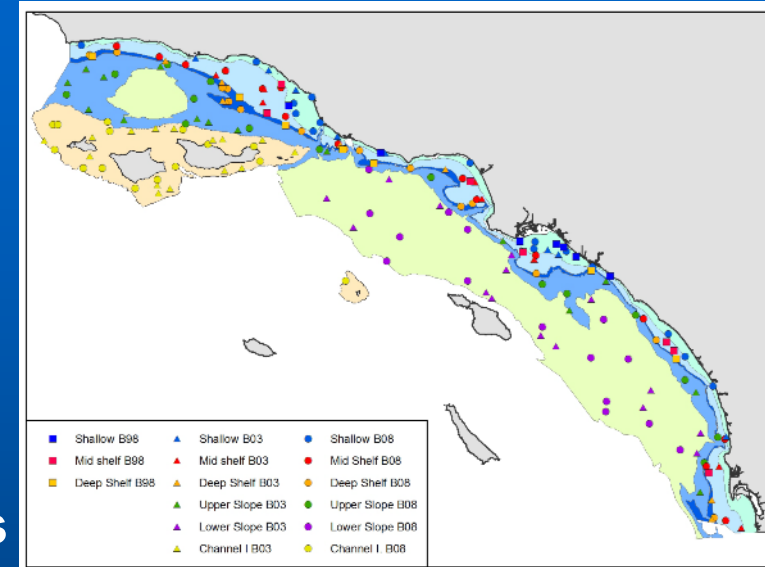 Shallow B98 Shallow B03 Shallow B08
Mid shelf B98 Mid shelf B03 Mid Shelf B08
Deep Shelf B98 Deep Shelf B03 Deep Shelf B08
Upper Slope B03 Upper Slope B08
Lower Slope B03 Lower Slope B08
Channel I B03 Channel I. B08
s